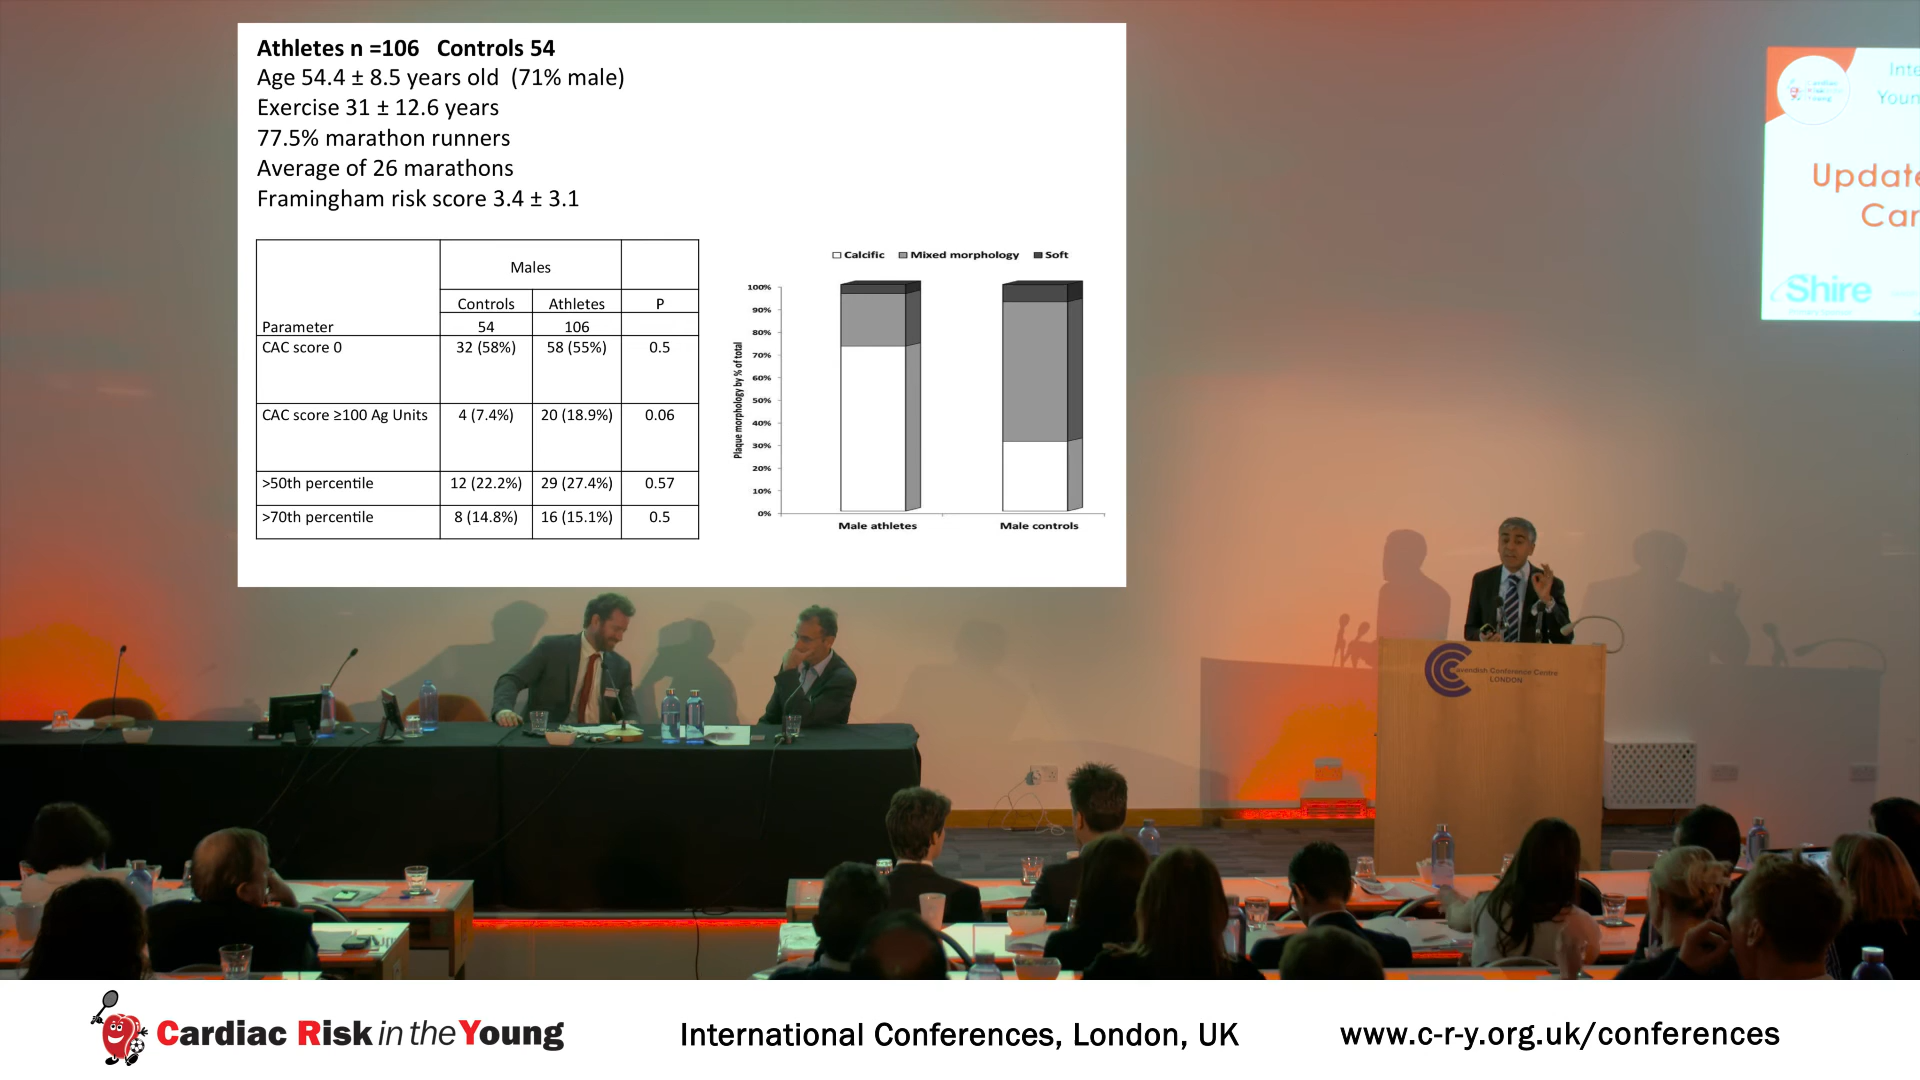 Athletes n =106 Controls 54
Age 54.4 ± 8.5 years old (71% male)
Exercise 31 ± 12.6 years
77.5% marathon runners
Average of 26 marathons
Framingham risk score 3.4 ± 3.1
Males
Controls Athletes P
Parameter 54 106
CAC score 0 32 (58%) 58 (55%) 0.5
CAC score ≥100 Ag Units 4 (7.4%) 20 (18.9%) 0.06
>50th percentile 12 (22.2%) 29 (27.4%) 0.57
>70th percentile 8 (14.8%) 16 (15.1%) 0.5
Calcific Mixed morphology Soft
Plaque morphology by % of total
100%
90%
80%
70%
60%
50%
40%
30%
20%
10%
0%
Male athletes Male controls
Inte
Youn
Update
Car
Shire
Cavendish Conference Centre
LONDON
Cardiac Risk in the Young
International Conferences, London, UK
www.c-r-y.org.uk/conferences